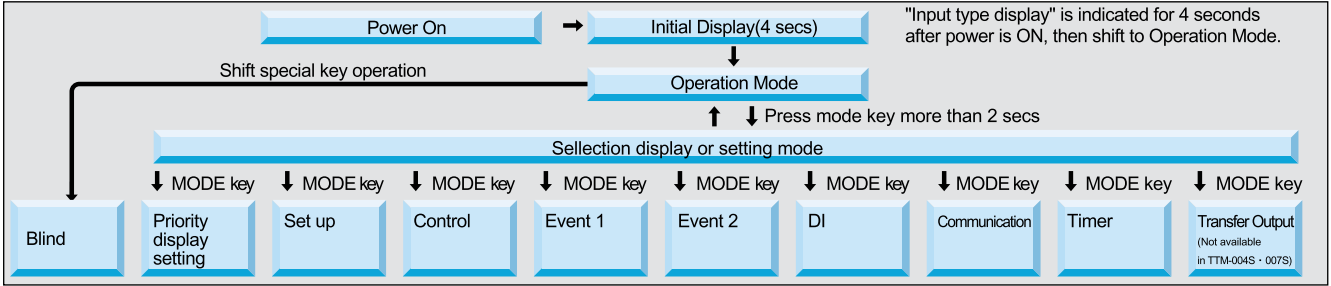 Power On
Initial Display(4 secs)
"Input type display" is indicated for 4 seconds
after power is ON, then shift to Operation Mode.
Shift special key operation
Operation Mode
Press mode key more than 2 secs
Sellection display or setting mode
MODE key
MODE key
MODE key
MODE key
MODE key
MODE key
MODE key
MODE key
MODE key
Blind
Priority
display
setting
Set up
Control
Event 1
Event 2
DI
Communication
Timer
Transfer Output
(Not available
in TTM-004S・007S)